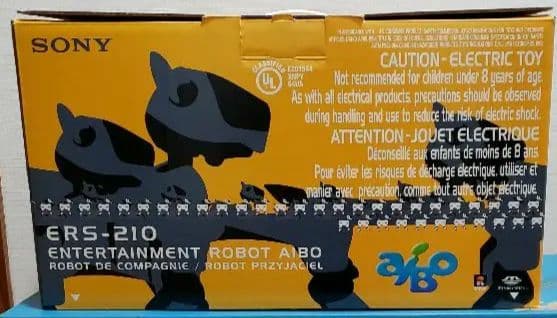 SONY
CLASSIFIED
UL
CAUTION - ELECTRIC TOY
Not recommended for children under 8 years of age.
As with all electrical products, precautions should be observed
during handling and use to reduce the risk of electric shock.
ATTENTION-JOUET ELECTRIQUE
Déconseillé aux enfants de moins de 8 ans.
Pour éviter les risques de décharge électrique, utiliser et
manier avec précaution, comme tout autre objet électrique.
ERS-210
ENTERTAINMENT ROBOT AIBO
ROBOT DE COMPAGNIE / ROBOT PRZYJACIEL
aiBO